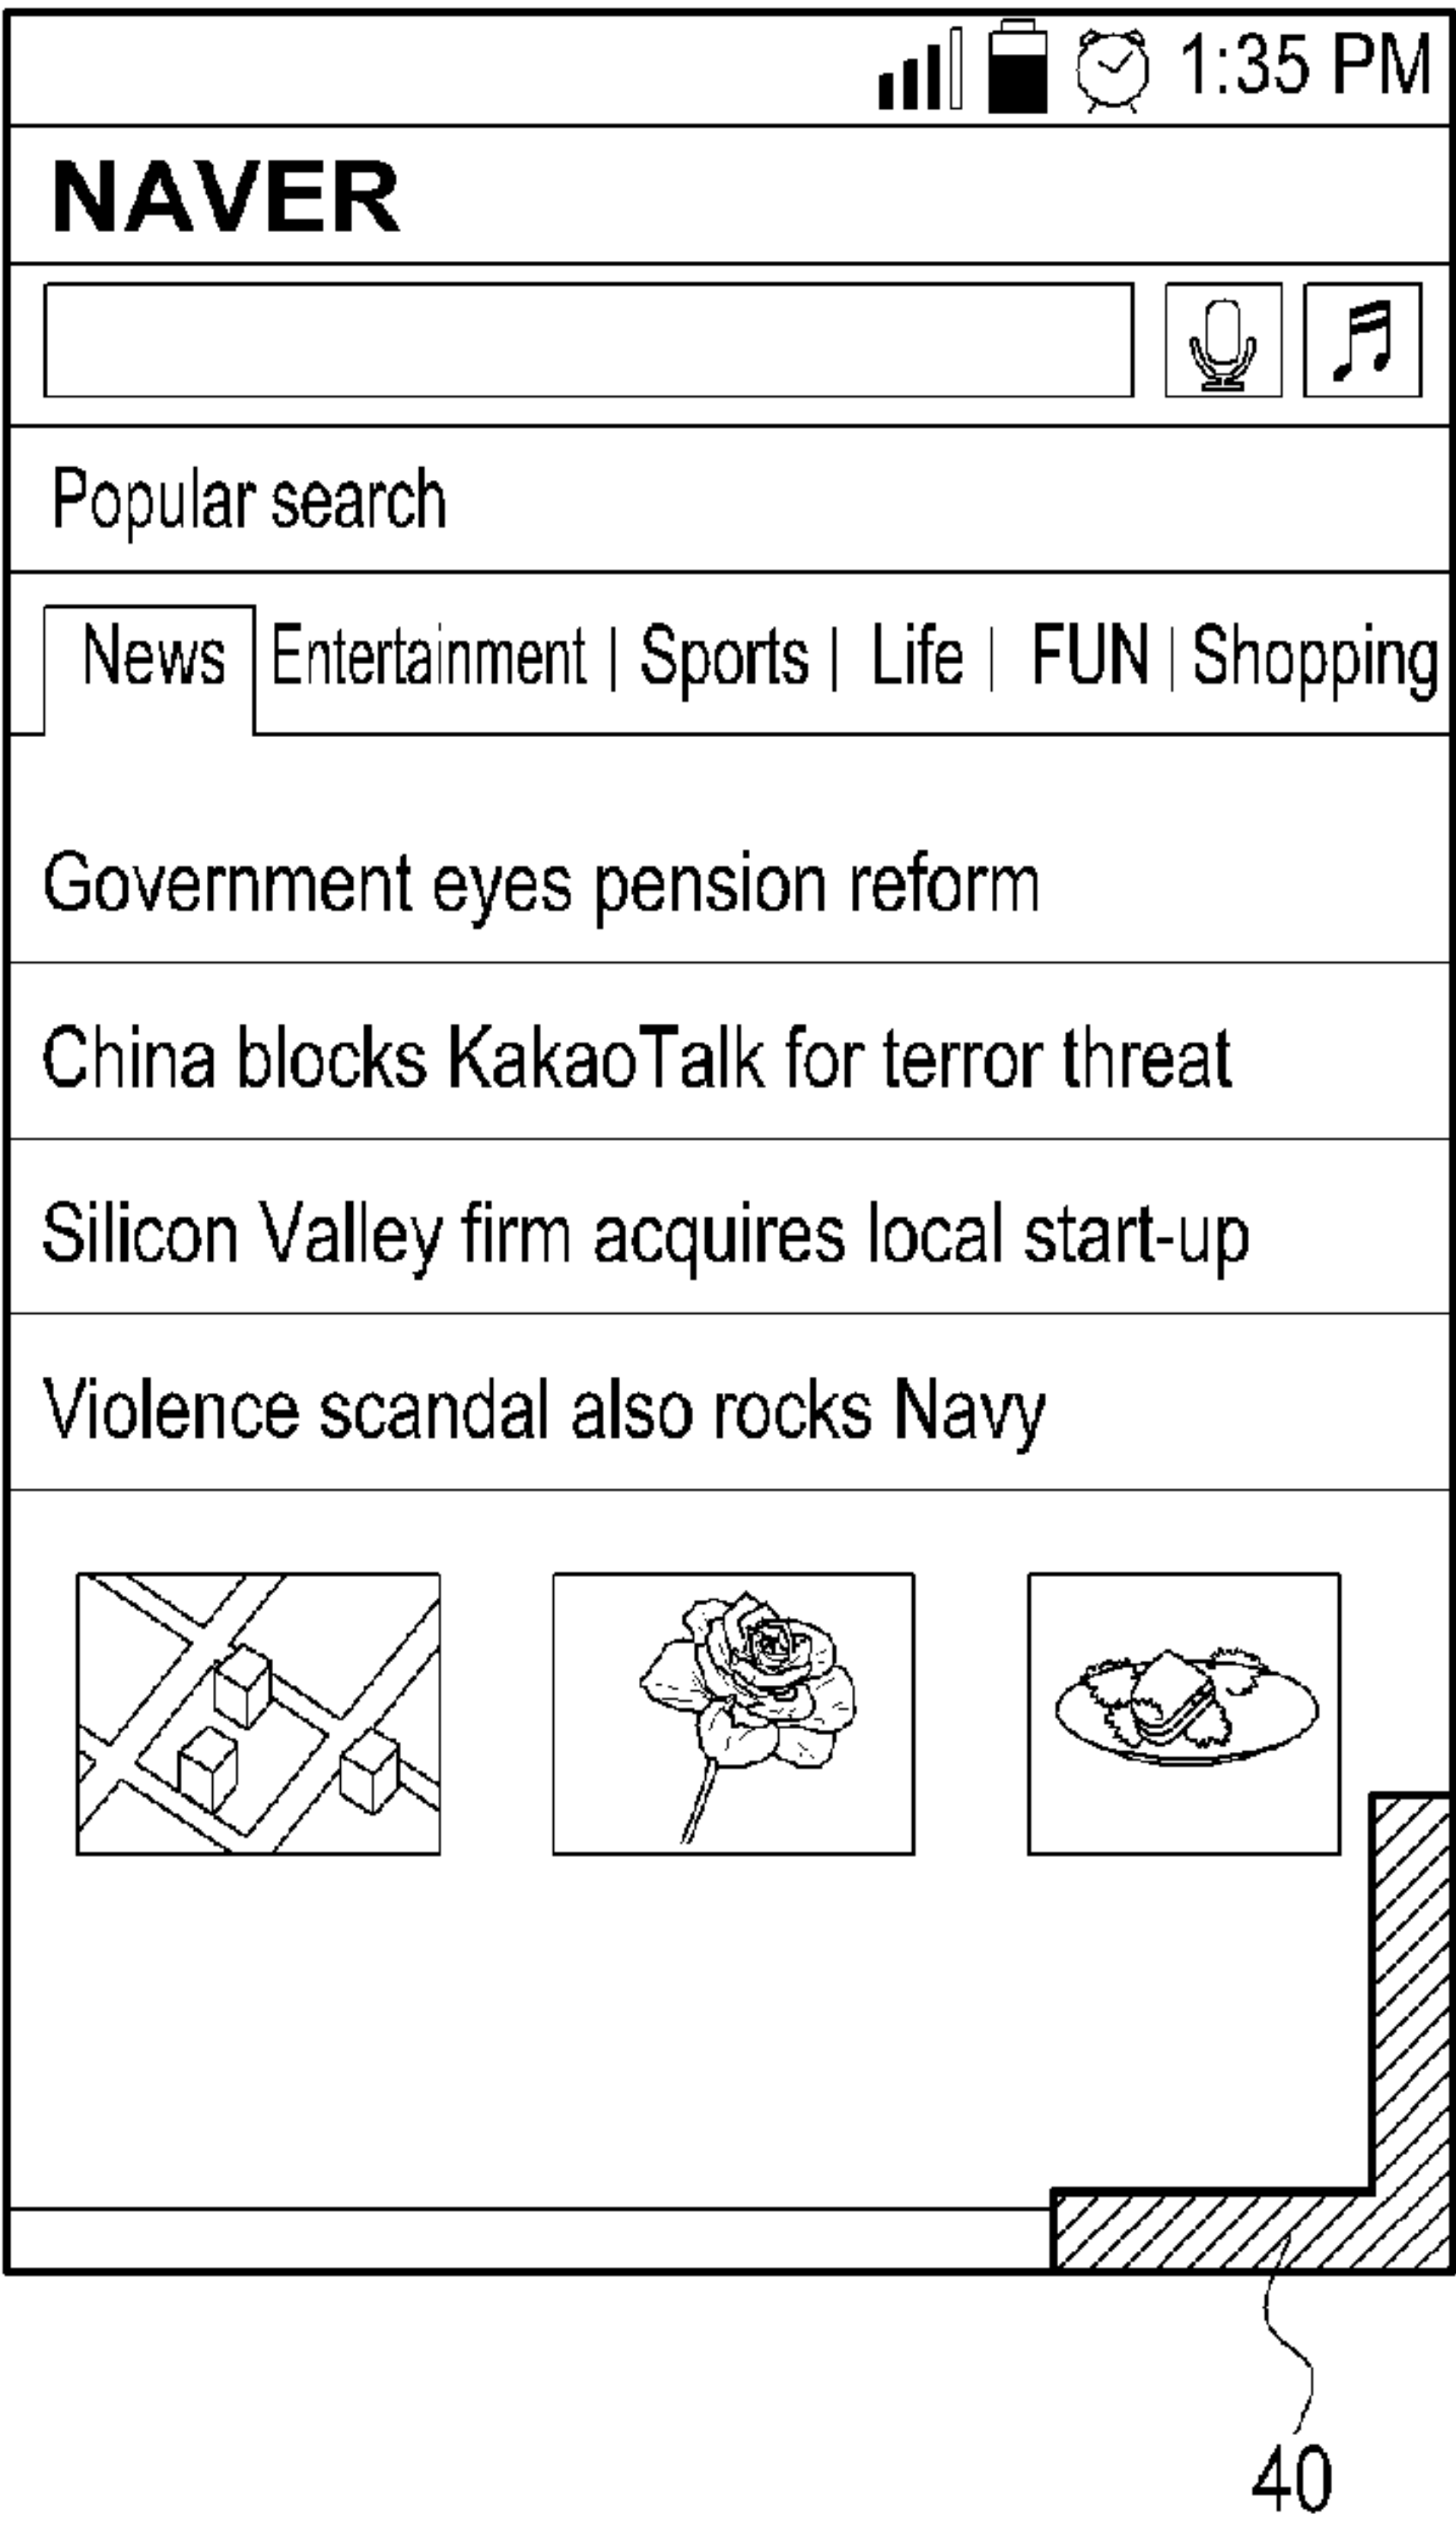 1:35 PM
NAVER
Popular search
News Entertainment | Sports | Life | FUN | Shopping
Government eyes pension reform
China blocks KakaoTalk for terror threat
Silicon Valley firm acquires local start-up
Violence scandal also rocks Navy
40